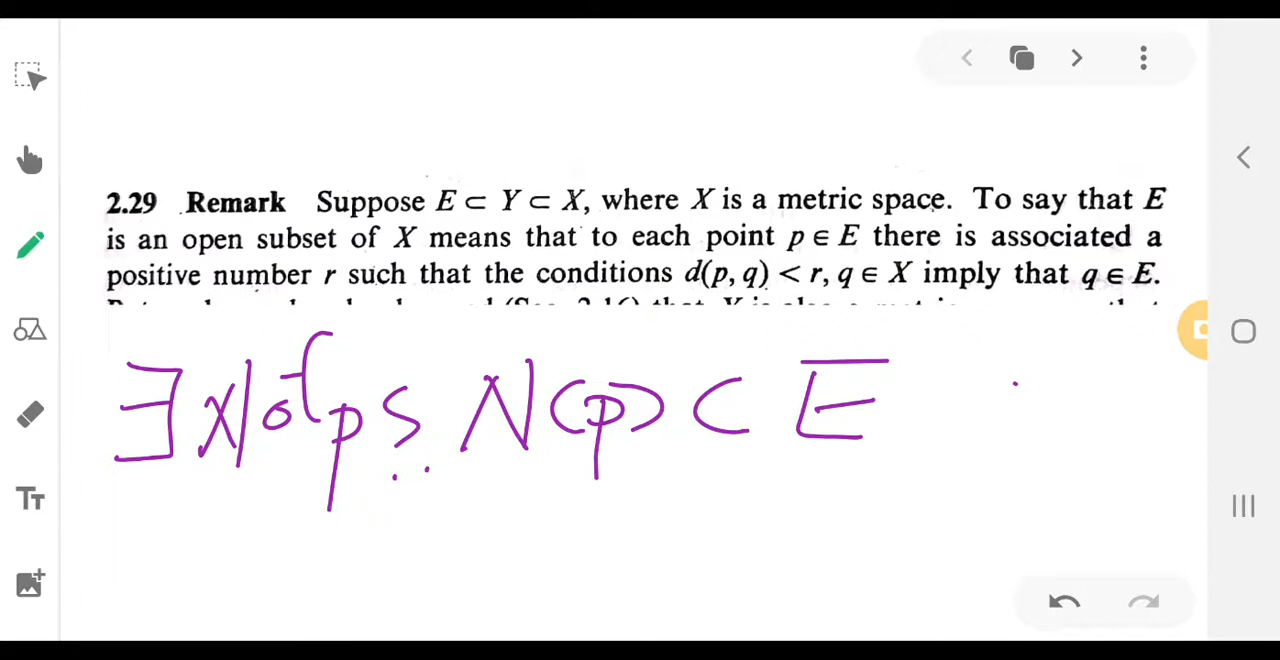 2.29 Remark Suppose E ⊂ Y ⊂ X, where X is a metric space. To say that E
is an open subset of X means that to each point p ∈ E there is associated a
positive number r such that the conditions d(p, q) < r, q ∈ X imply that q ∈ E.
∃ N of p s. N(p) ⊂ E
TT